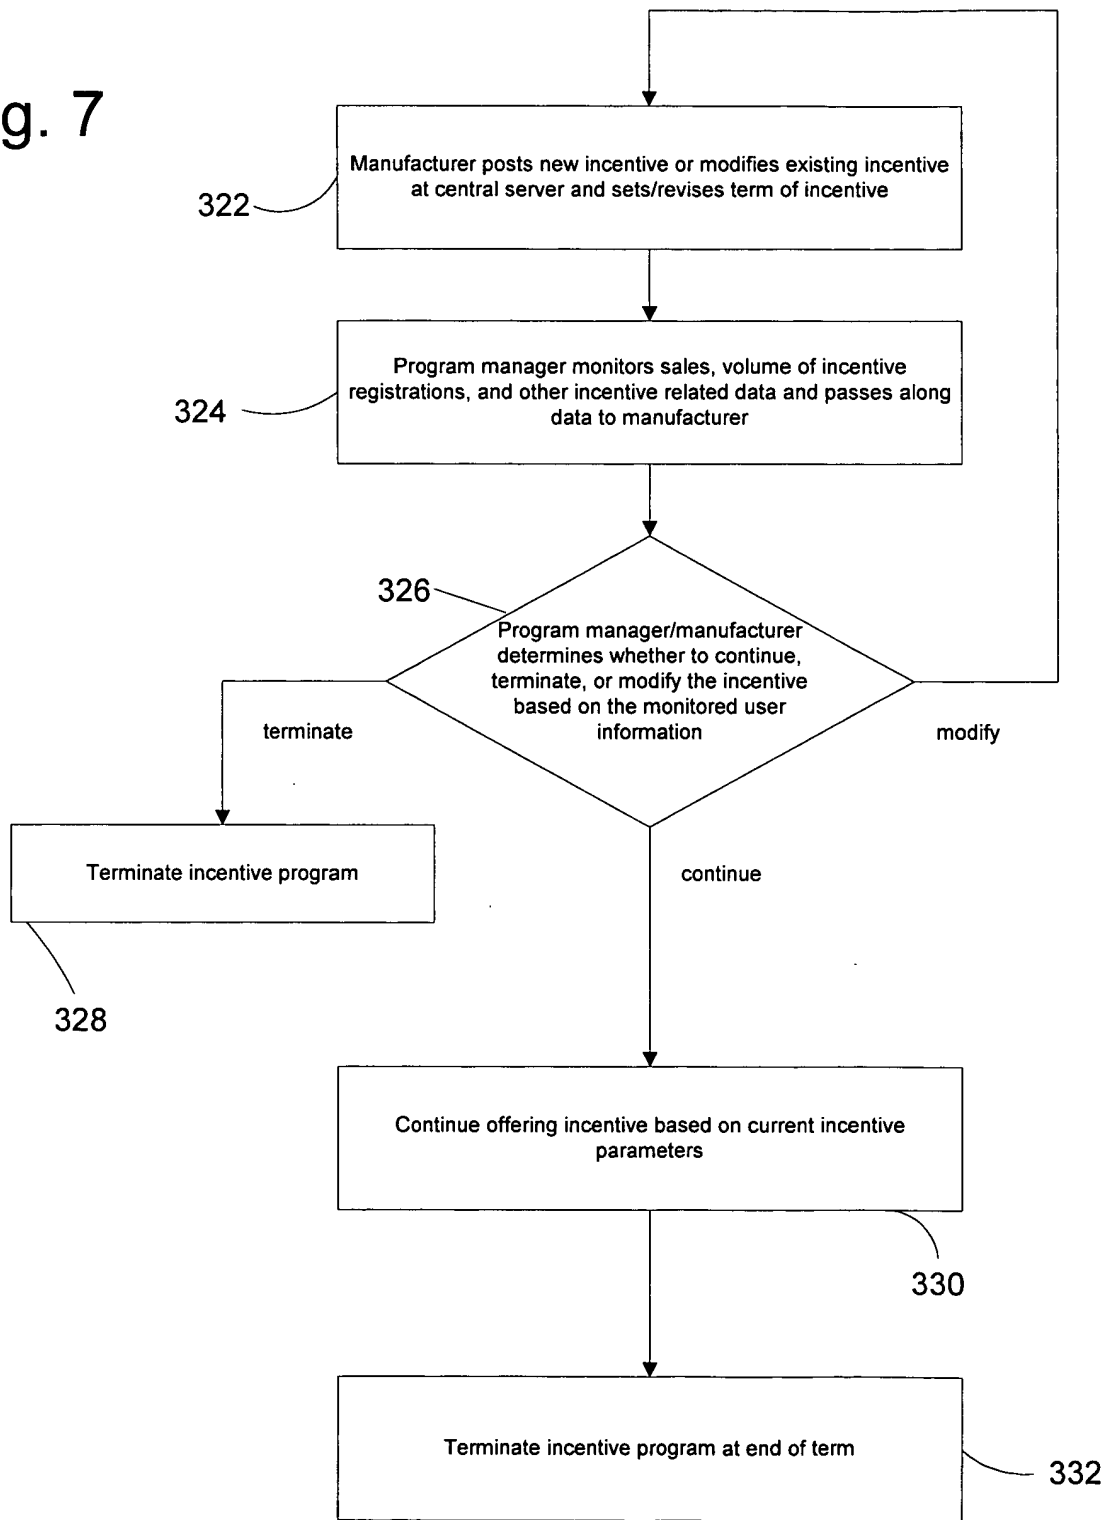 g. 7
Manufacturer posts new incentive or modifies existing incentive
at central server and sets/revises term of incentive
322
Program manager monitors sales, volume of incentive
registrations, and other incentive related data and passes along
data to manufacturer
324
326
Program manager/manufacturer
determines whether to continue,
terminate, or modify the incentive
based on the monitored user
information
terminate
modify
Terminate incentive program
continue
328
Continue offering incentive based on current incentive
parameters
330
Terminate incentive program at end of term
332